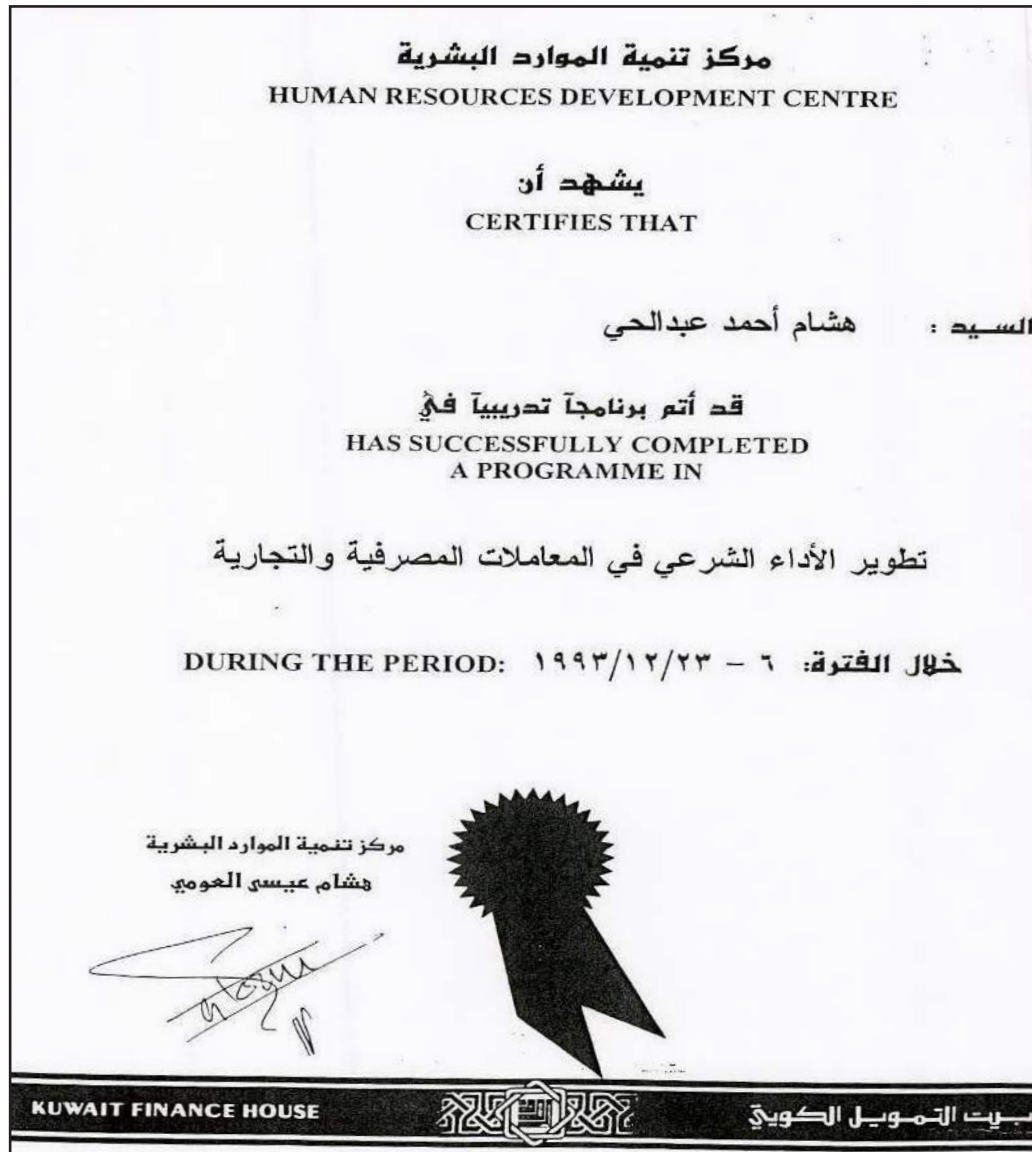 مركز تنمية الموارد البشرية
HUMAN RESOURCES DEVELOPMENT CENTRE
يشهد أن
CERTIFIES THAT
السيد : هشام أحمد عبدالحي
قد أتم برنامجآ تدريبيآ في
HAS SUCCESSFULLY COMPLETED
A PROGRAMME IN
تطوير الأداء الشرعي في المعاملات المصرفية والتجارية
DURING THE PERIOD: خلال الفترة: ٦ – ١٩٩٣/١٢/٢٣
مركز تنمية الموارد البشرية
هشام عيسى العومي
KUWAIT FINANCE HOUSE
بيت التمويل الكويتي